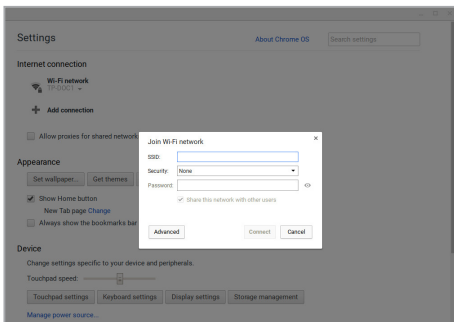 Settings
About Chrome OS
Search settings
Internet connection
Wi-Fi network
TP-DOC1
Add connection
Allow proxies for shared network
Join Wi-Fi network
SSID:
Security: None
Password:
Share this network with other users
Advanced
Connect
Cancel
Appearance
Set wallpaper...
Get themes
Show Home button
New Tab page Change
Always show the bookmarks bar
Device
Change settings specific to your device and peripherals.
Touchpad speed:
Touchpad settings
Keyboard settings
Display settings
Storage management
Manage power source...